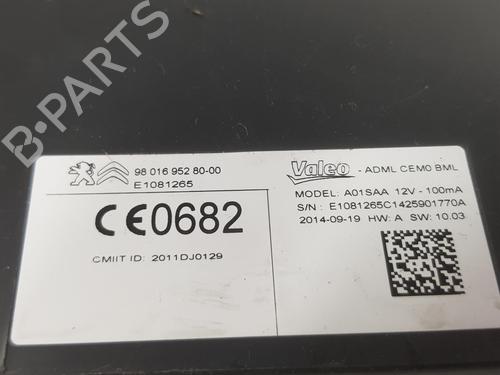 B-PARTS
98 016 952 80-00
E1081265
CE0682
CMIIT ID: 2011DJ0129
Valeo - ADML CEM0 BML
MODEL: A01SAA 12V - 100mA
S/N : E1081265C1425901770A
2014-09-19 HW: A SW: 10.03